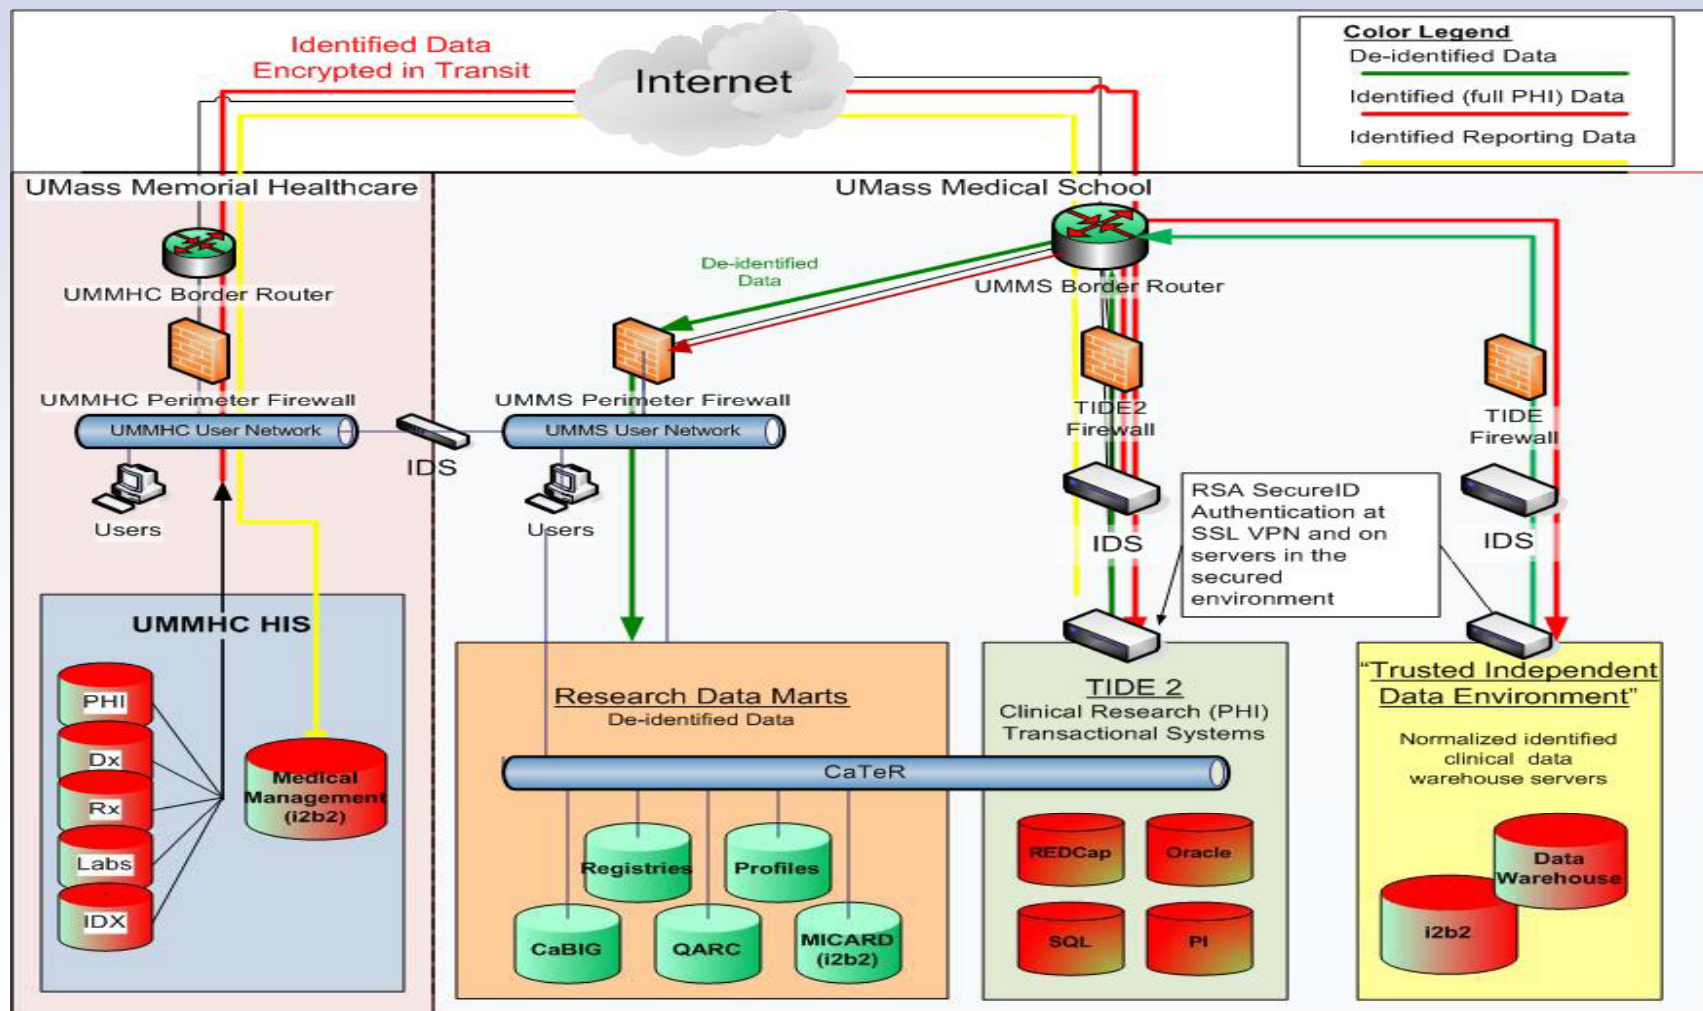 Identified Data
Encrypted in Transit
Internet
Color Legend
De-identified Data
Identified (full PHI) Data
Identified Reporting Data
UMass Memorial Healthcare
UMass Medical School
UMMHC Border Router
De-identified
Data
UMMS Border Router
UMMHC Perimeter Firewall
UMMS Perimeter Firewall
TIDE2
Firewall
TIDE
Firewall
UMMHC User Network
UMMS User Network
IDS
Users
Users
IDS
RSA SecureID
Authentication at
SSL VPN and on
servers in the
secured
environment
IDS
UMMHC HIS
PHI
Dx
Rx
Labs
IDX
Medical
Management
(i2b2)
Research Data Marts
De-identified Data
CaTeR
Registries
Profiles
CaBIG
QARC
MICARD
(i2b2)
TIDE 2
Clinical Research (PHI)
Transactional Systems
REDCap
Oracle
SQL
PI
“Trusted Independent
Data Environment”
Normalized identified
clinical data
warehouse servers
Data
Warehouse
i2b2